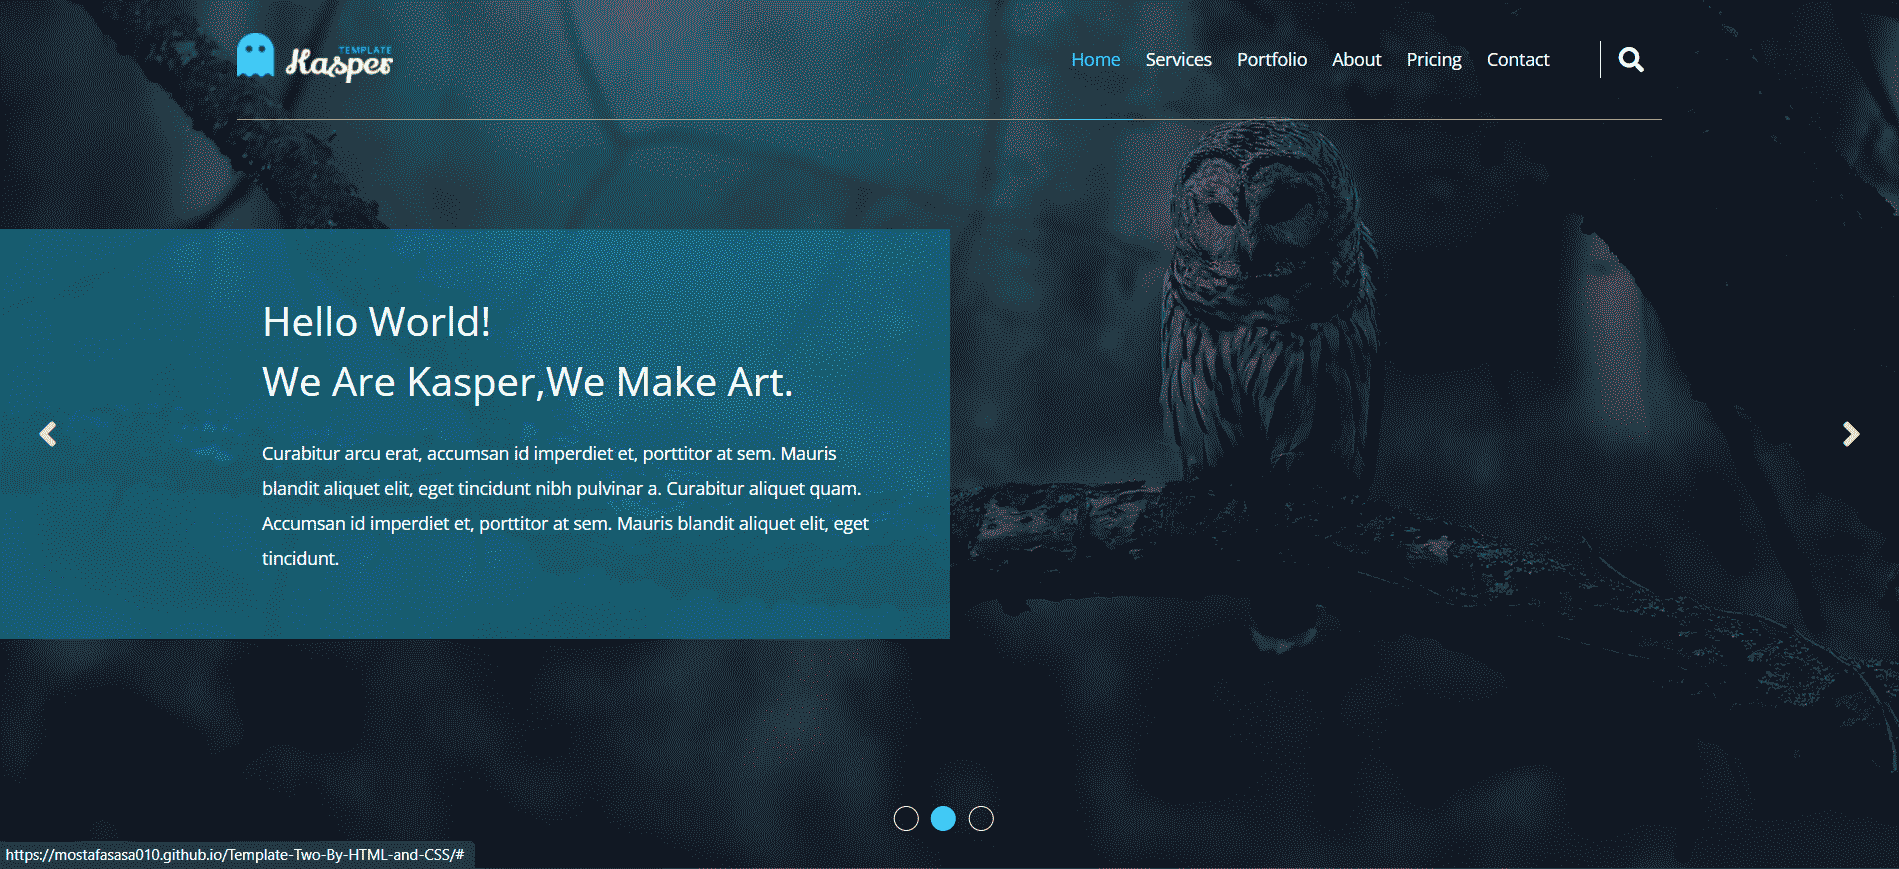 TEMPLATE
Kasper
Home Services Portfolio About Pricing Contact
Hello World!
We Are Kasper,We Make Art.
Curabitur arcu erat, accumsan id imperdiet et, porttitor at sem. Mauris
blandit aliquet elit, eget tincidunt nibh pulvinar a. Curabitur aliquet quam.
Accumsan id imperdiet et, porttitor at sem. Mauris blandit aliquet elit, eget
tincidunt.
https://mostafasasa010.github.io/Template-Two-By-HTML-and-CSS/#